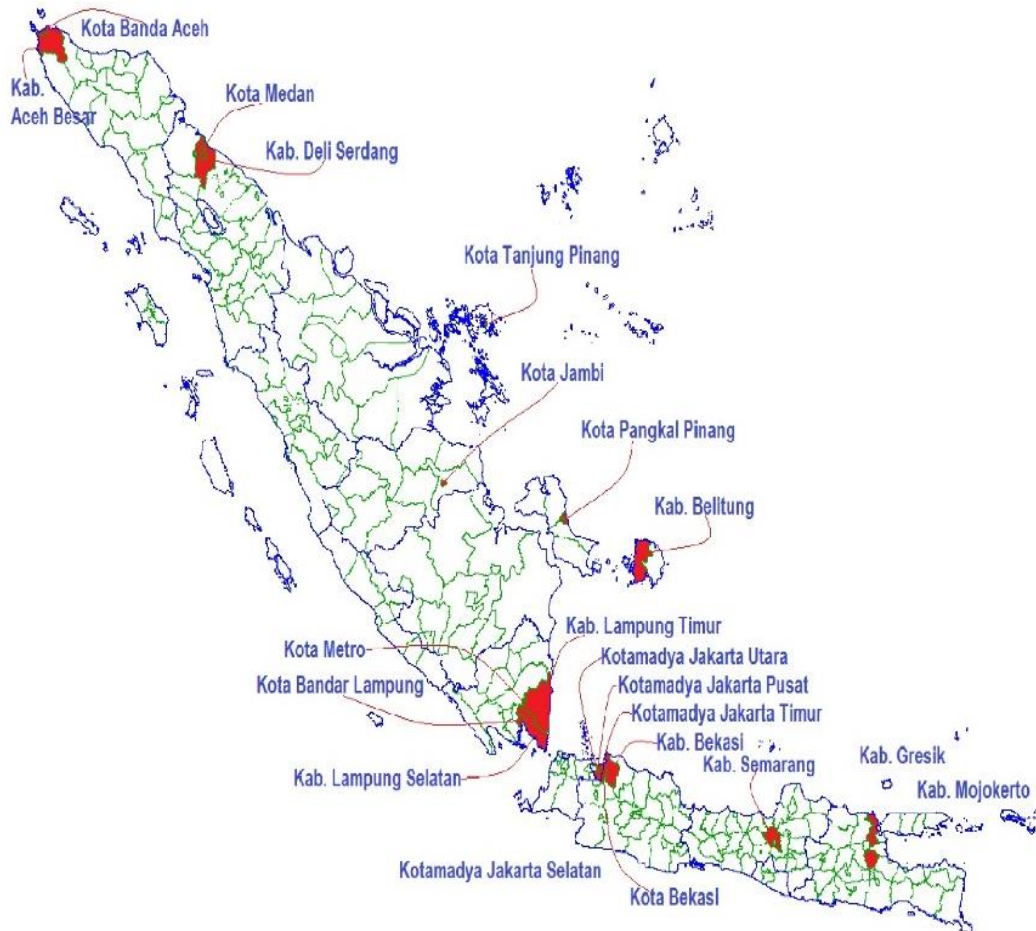 Kota Banda Aceh
Kab.
Aceh Besar
Kota Medan
Kab. Deli Serdang
Kota Tanjung Pinang
Kota Jambi
Kota Pangkal Pinang
Kab. Belitung
Kab. Lampung Timur
Kota Metro
Kotamadya Jakarta Utara
Kota Bandar Lampung
Kotamadya Jakarta Pusat
Kotamadya Jakarta Timur
Kab. Bekasi
Kab. Gresik
Kab. Semarang
Kab. Lampung Selatan
Kab. Mojokerto
Kotamadya Jakarta Selatan
Kota Bekasi